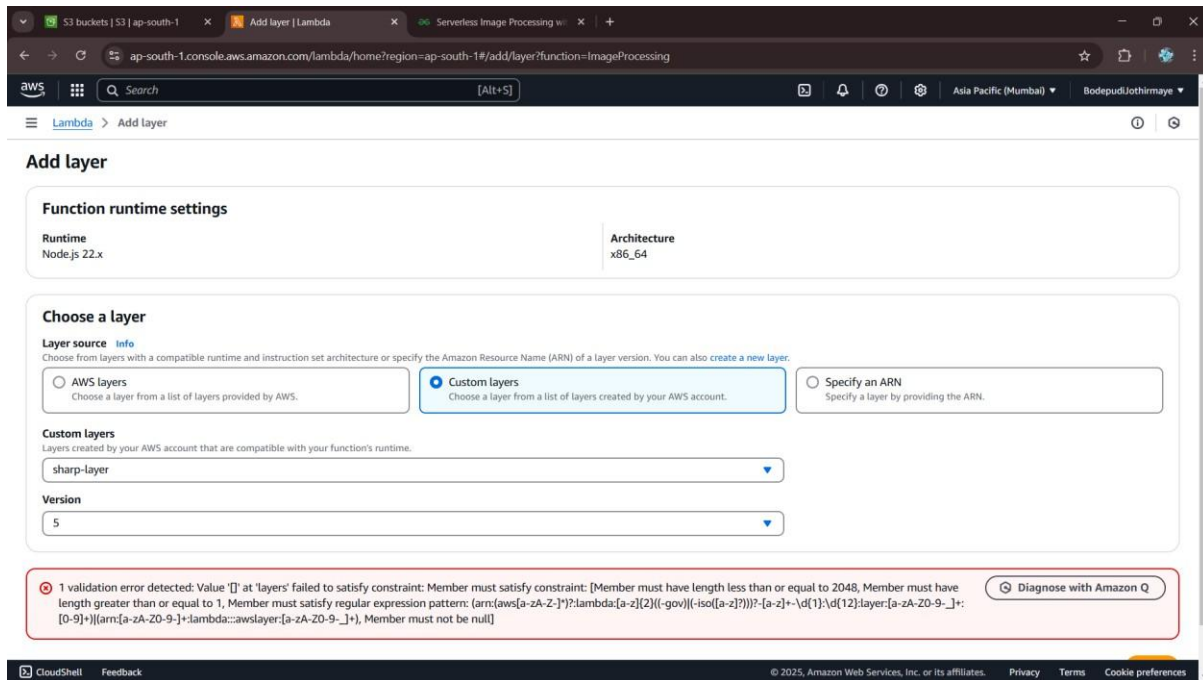 S3 buckets | S3 | ap-south-1
Add layer | Lambda
Serverless Image Processing wi
ap-south-1.console.aws.amazon.com/lambda/home?region=ap-south-1#/add/layer?function=ImageProcessing
aws
Search
[Alt+S]
Asia Pacific (Mumbai)
BodepudiJothirmaye
Lambda > Add layer
Add layer
Function runtime settings
Runtime
Node.js 22.x
Architecture
x86_64
Choose a layer
Layer source Info
Choose from layers with a compatible runtime and instruction set architecture or specify the Amazon Resource Name (ARN) of a layer version. You can also create a new layer.
AWS layers
Choose a layer from a list of layers provided by AWS.
Custom layers
Choose a layer from a list of layers created by your AWS account.
Specify an ARN
Specify a layer by providing the ARN.
Custom layers
Layers created by your AWS account that are compatible with your function's runtime.
sharp-layer
Version
5
1 validation error detected: Value '[]' at 'layers' failed to satisfy constraint: Member must satisfy constraint: [Member must have length less than or equal to 2048, Member must have
length greater than or equal to 1, Member must satisfy regular expression pattern: (arn:(aws[a-zA-Z-]*)?:lambda:[a-z]{2}((-gov)|(-iso([a-z]?)))?-[a-z]+-\d{1}:\d{12}:layer:[a-zA-Z0-9-_]+:
[0-9]+)|(arn:[a-zA-Z0-9-]+:lambda:::awslayer:[a-zA-Z0-9-_]+), Member must not be null]
Diagnose with Amazon Q
CloudShell
Feedback
© 2025, Amazon Web Services, Inc. or its affiliates.
Privacy
Terms
Cookie preferences